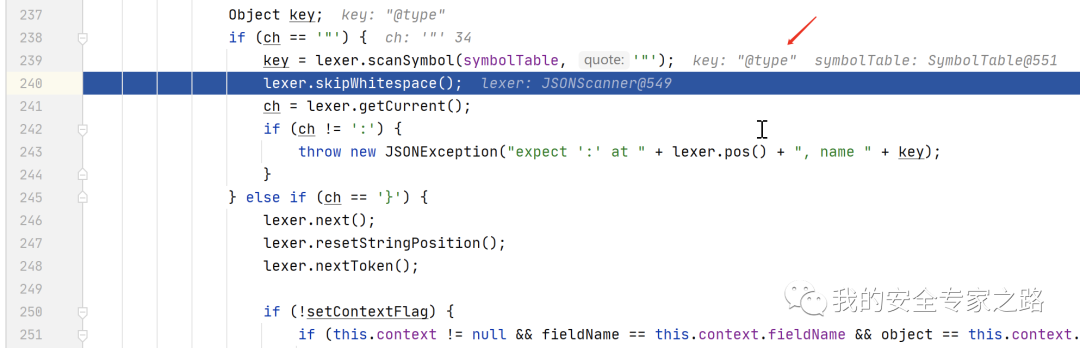 237 Object key; key: "@type"
238 if (ch == '"') { ch: '"' 34
239 key = lexer.scanSymbol(symbolTable, quote: '"'); key: "@type" symbolTable: SymbolTable@551
240 lexer.skipWhitespace(); lexer: JSONScanner@549
241 ch = lexer.getCurrent();
242 if (ch != ':') {
243 throw new JSONException("expect ':' at " + lexer.pos() + ", name " + key);
244 }
245 } else if (ch == '}') {
246 lexer.next();
247 lexer.resetStringPosition();
248 lexer.nextToken();
249
250 if (!setContextFlag) {
251 if (this.context != null && fieldName == this.context.fieldName && object == this.context.
我的安全专家之路